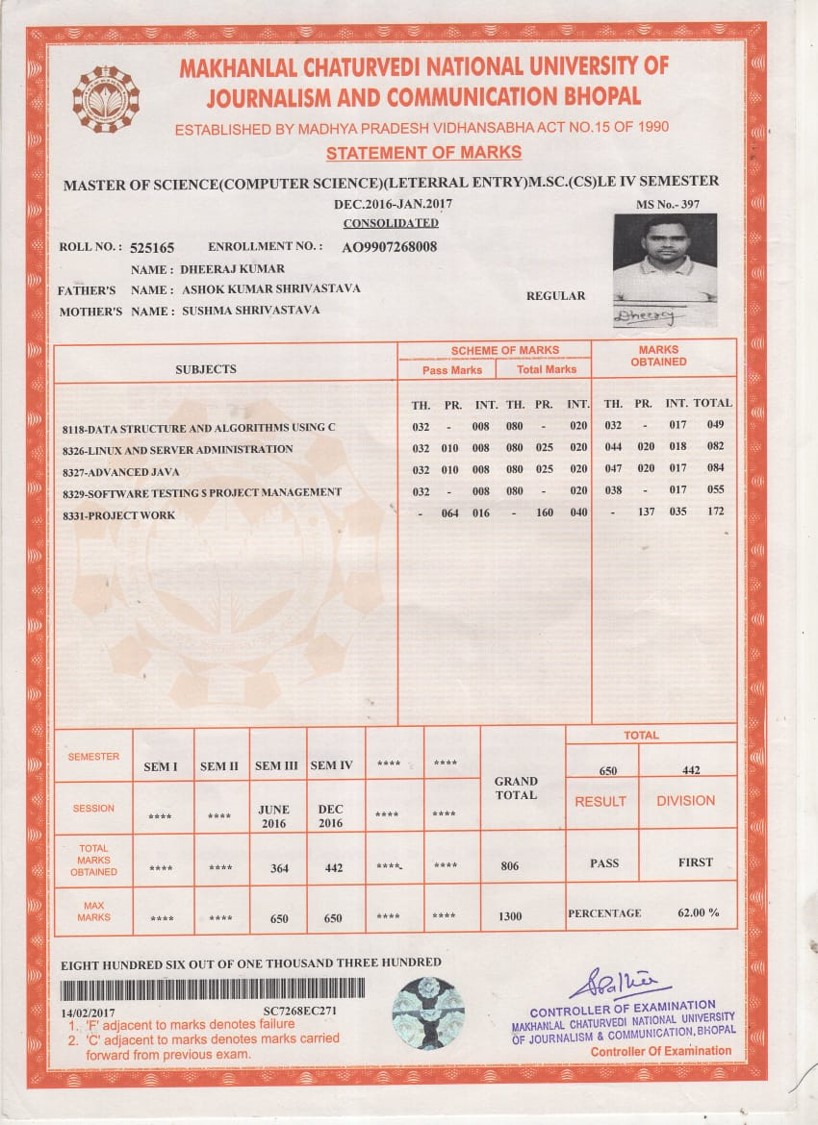 MAKHANLAL CHATURVEDI NATIONAL UNIVERSITY OF
JOURNALISM AND COMMUNICATION BHOPAL
ESTABLISHED BY MADHYA PRADESH VIDHANSABHA ACT NO.15 OF 1990
STATEMENT OF MARKS
MASTER OF SCIENCE(COMPUTER SCIENCE)(LETERRAL ENTRY)M.SC.(CS)LE IV SEMESTER
DEC.2016-JAN.2017 MS No.- 397
CONSOLIDATED
ROLL NO. : 525165 ENROLLMENT NO. : AO9907268008
NAME : DHEERAJ KUMAR
FATHER'S NAME : ASHOK KUMAR SHRIVASTAVA
REGULAR
MOTHER'S NAME : SUSHMA SHRIVASTAVA
Dheeraj
SUBJECTS SCHEME OF MARKS MARKS OBTAINED
Pass Marks Total Marks
TH. PR. INT. TH. PR. INT. TH. PR. INT. TOTAL
8118-DATA STRUCTURE AND ALGORITHMS USING C 032 - 008 080 - 020 032 - 017 049
8326-LINUX AND SERVER ADMINISTRATION 032 010 008 080 025 020 044 020 018 082
8327-ADVANCED JAVA 032 010 008 080 025 020 047 020 017 084
8329-SOFTWARE TESTING $ PROJECT MANAGEMENT 032 - 008 080 - 020 038 - 017 055
8331-PROJECT WORK - 064 016 - 160 040 - 137 035 172
SEMESTER SEM I SEM II SEM III SEM IV **** **** GRAND TOTAL TOTAL
650 442
SESSION **** **** JUNE 2016 DEC 2016 **** **** RESULT DIVISION
TOTAL MARKS OBTAINED **** **** 364 442 **** **** 806 PASS FIRST
MAX MARKS **** **** 650 650 **** **** 1300 PERCENTAGE 62.00 %
EIGHT HUNDRED SIX OUT OF ONE THOUSAND THREE HUNDRED
14/02/2017 SC7268EC271
1. 'F' adjacent to marks denotes failure
2. 'C' adjacent to marks denotes marks carried
forward from previous exam.
CONTROLLER OF EXAMINATION
MAKHANLAL CHATURVEDI NATIONAL UNIVERSITY
OF JOURNALISM & COMMUNICATION, BHOPAL
Controller Of Examination